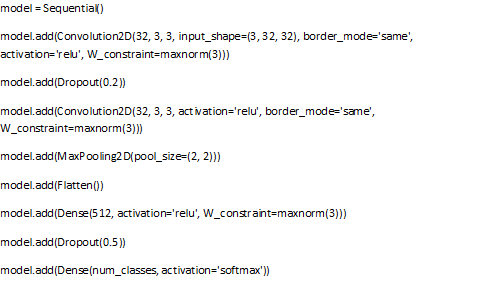 model = Sequential()
model.add(Convolution2D(32, 3, 3, input_shape=(3, 32, 32), border_mode='same',
activation='relu', W_constraint=maxnorm(3)))
model.add(Dropout(0.2))
model.add(Convolution2D(32, 3, 3, activation='relu', border_mode='same',
W_constraint=maxnorm(3)))
model.add(MaxPooling2D(pool_size=(2, 2)))
model.add(Flatten())
model.add(Dense(512, activation='relu', W_constraint=maxnorm(3)))
model.add(Dropout(0.5))
model.add(Dense(num_classes, activation='softmax'))